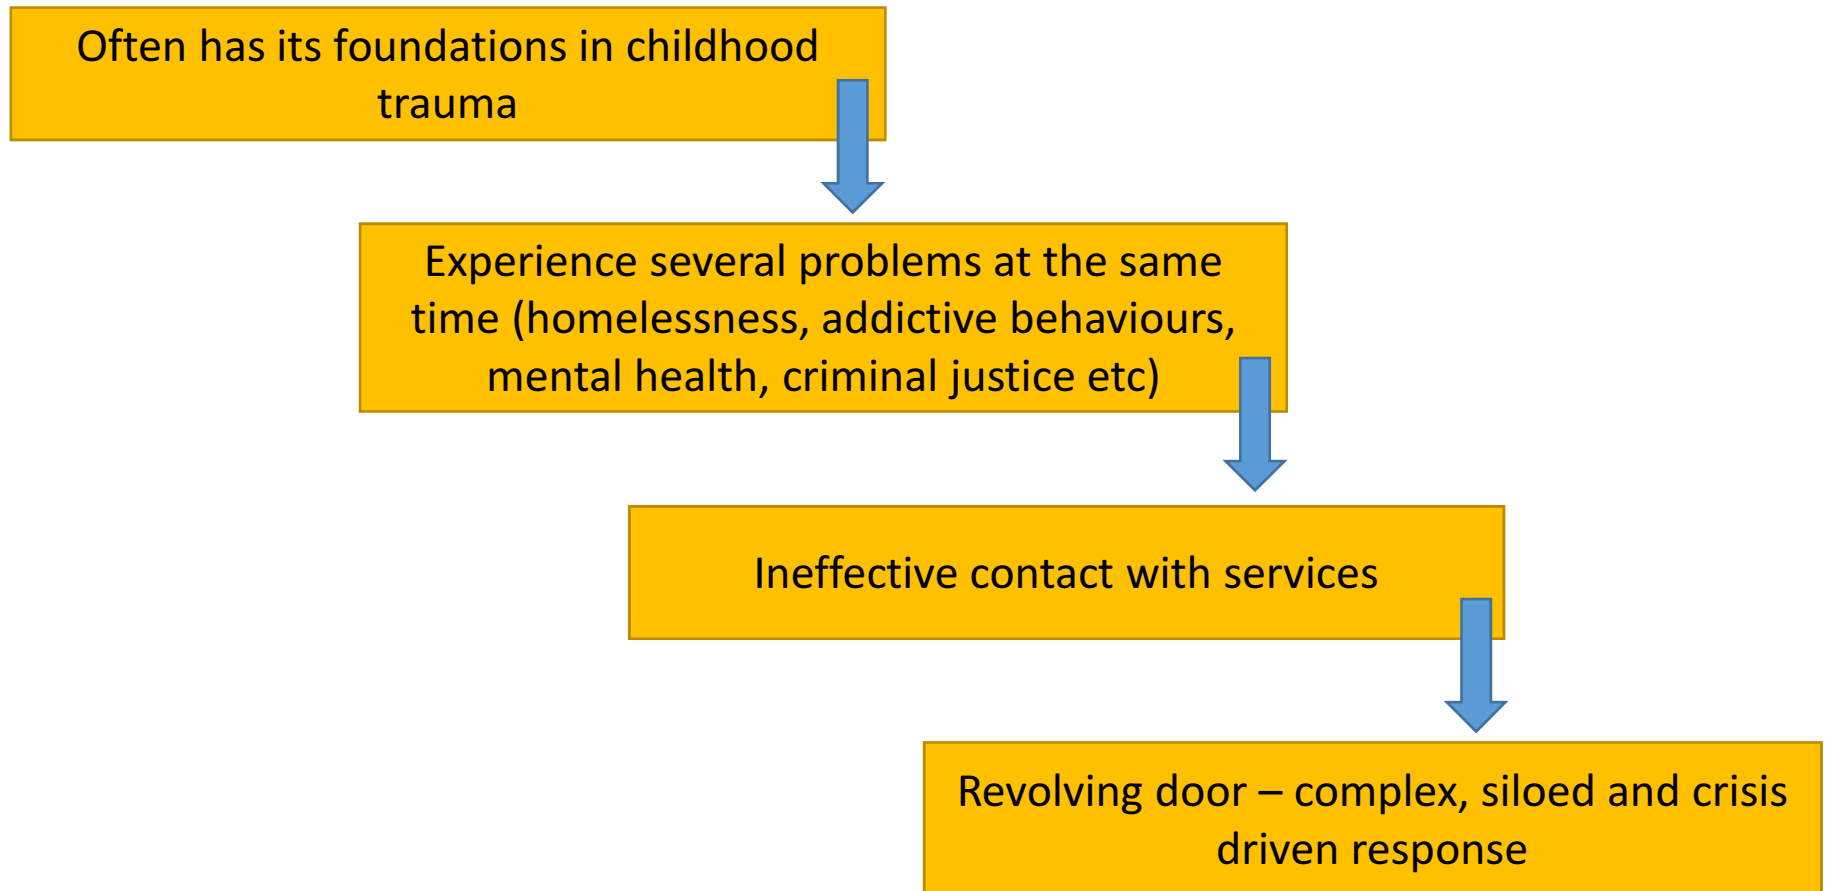 Often has its foundations in childhood
trauma
Experience several problems at the same
time (homelessness, addictive behaviours,
mental health, criminal justice etc)
Ineffective contact with services
Revolving door – complex, siloed and crisis
driven response